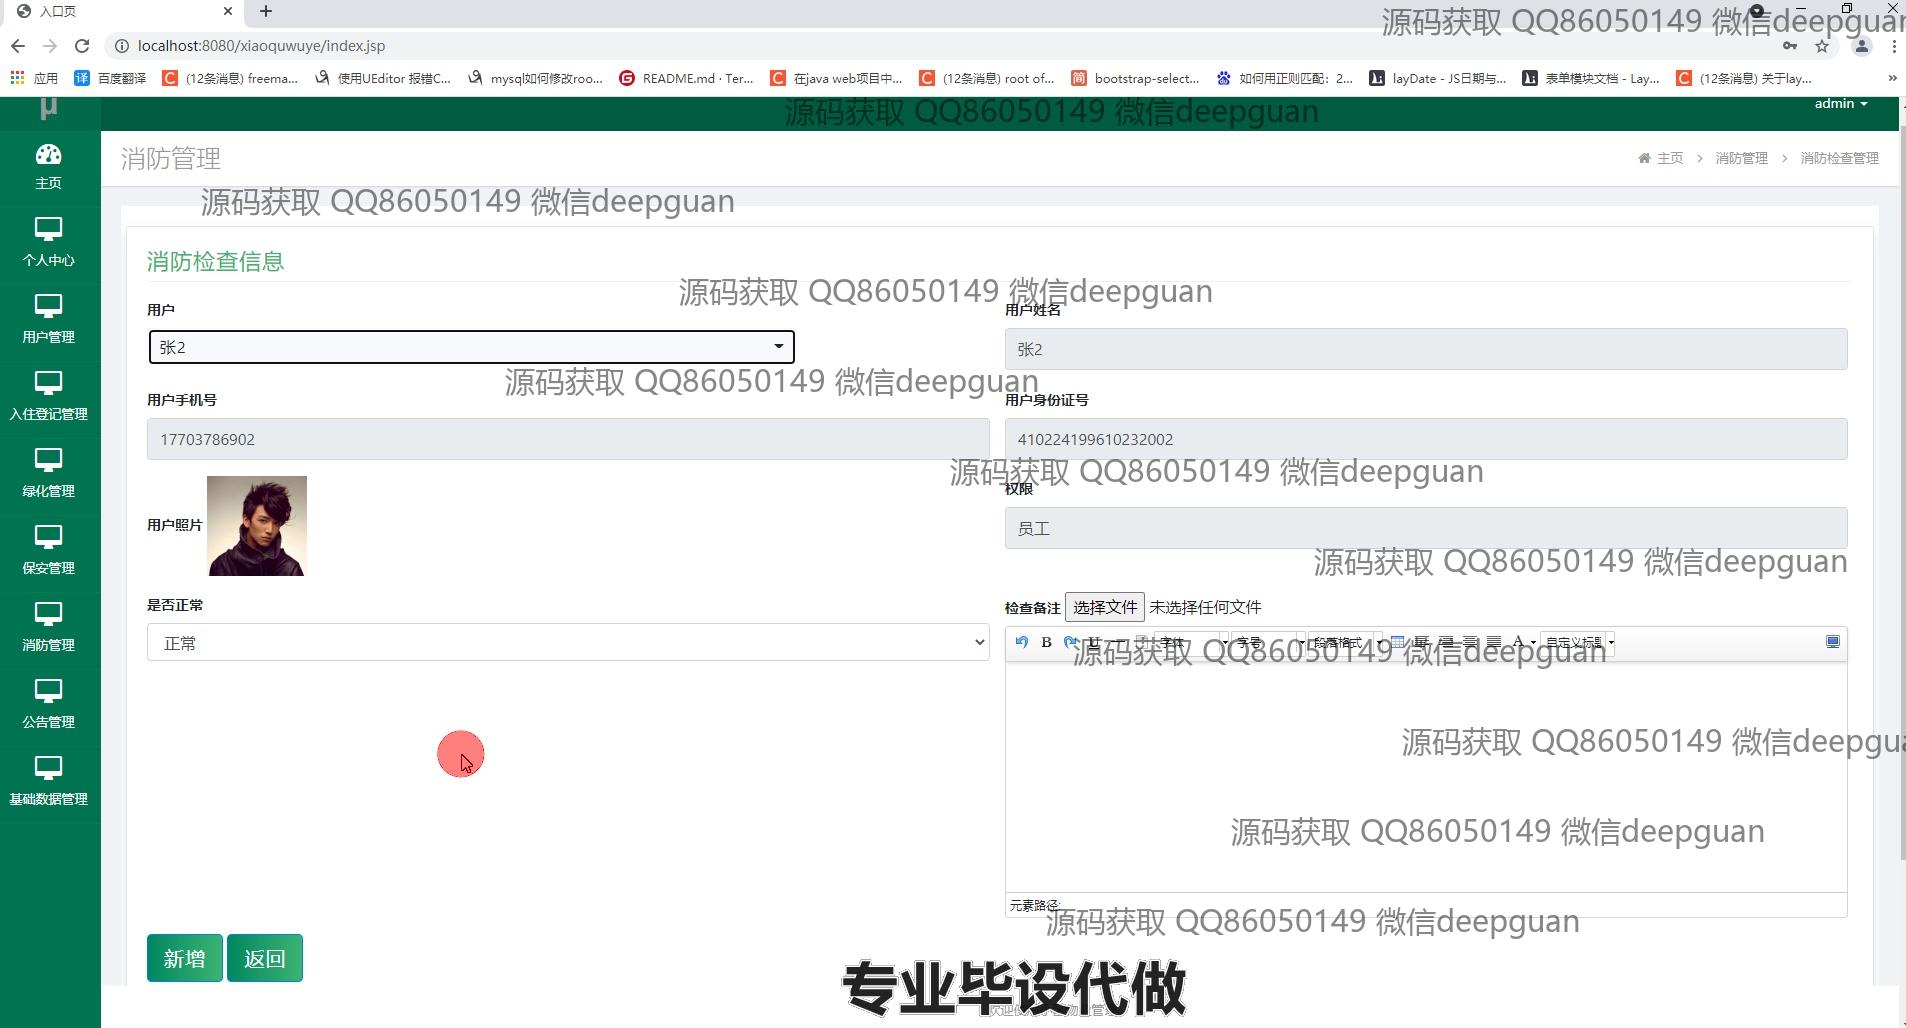 入口页
源码获取 QQ86050149 微信deepguan
localhost:8080/xiaoquwuye/index.jsp
应用 百度翻译 (12条消息) freema... 使用UEditor 报错C... mysql如何修改roo... README.md · Ter... 在java web项目中... (12条消息) root of... bootstrap-select... 如何用正则匹配：2... layDate - JS日期与... 表单模块文档 - Lay... (12条消息) 关于lay... »
µ
源码获取 QQ86050149 微信deepguan
admin
消防管理
主页 > 消防管理 > 消防检查管理
主页
源码获取 QQ86050149 微信deepguan
个人中心
消防检查信息
源码获取 QQ86050149 微信deepguan
用户
用户姓名
用户管理
张2
张2
源码获取 QQ86050149 微信deepguan
用户手机号
用户身份证号
入住登记管理
17703786902
410224199610232002
源码获取 QQ86050149 微信deepguan
绿化管理
权限
用户照片
员工
源码获取 QQ86050149 微信deepguan
保安管理
是否正常
检查备注 选择文件 未选择任何文件
正常
B U 字体 字号 段落格式 A 自定义标题
消防管理
源码获取 QQ86050149 微信deepguan
公告管理
源码获取 QQ86050149 微信deepgua
基础数据管理
源码获取 QQ86050149 微信deepguan
元素路径:
源码获取 QQ86050149 微信deepguan
新增 返回
专业毕设代做